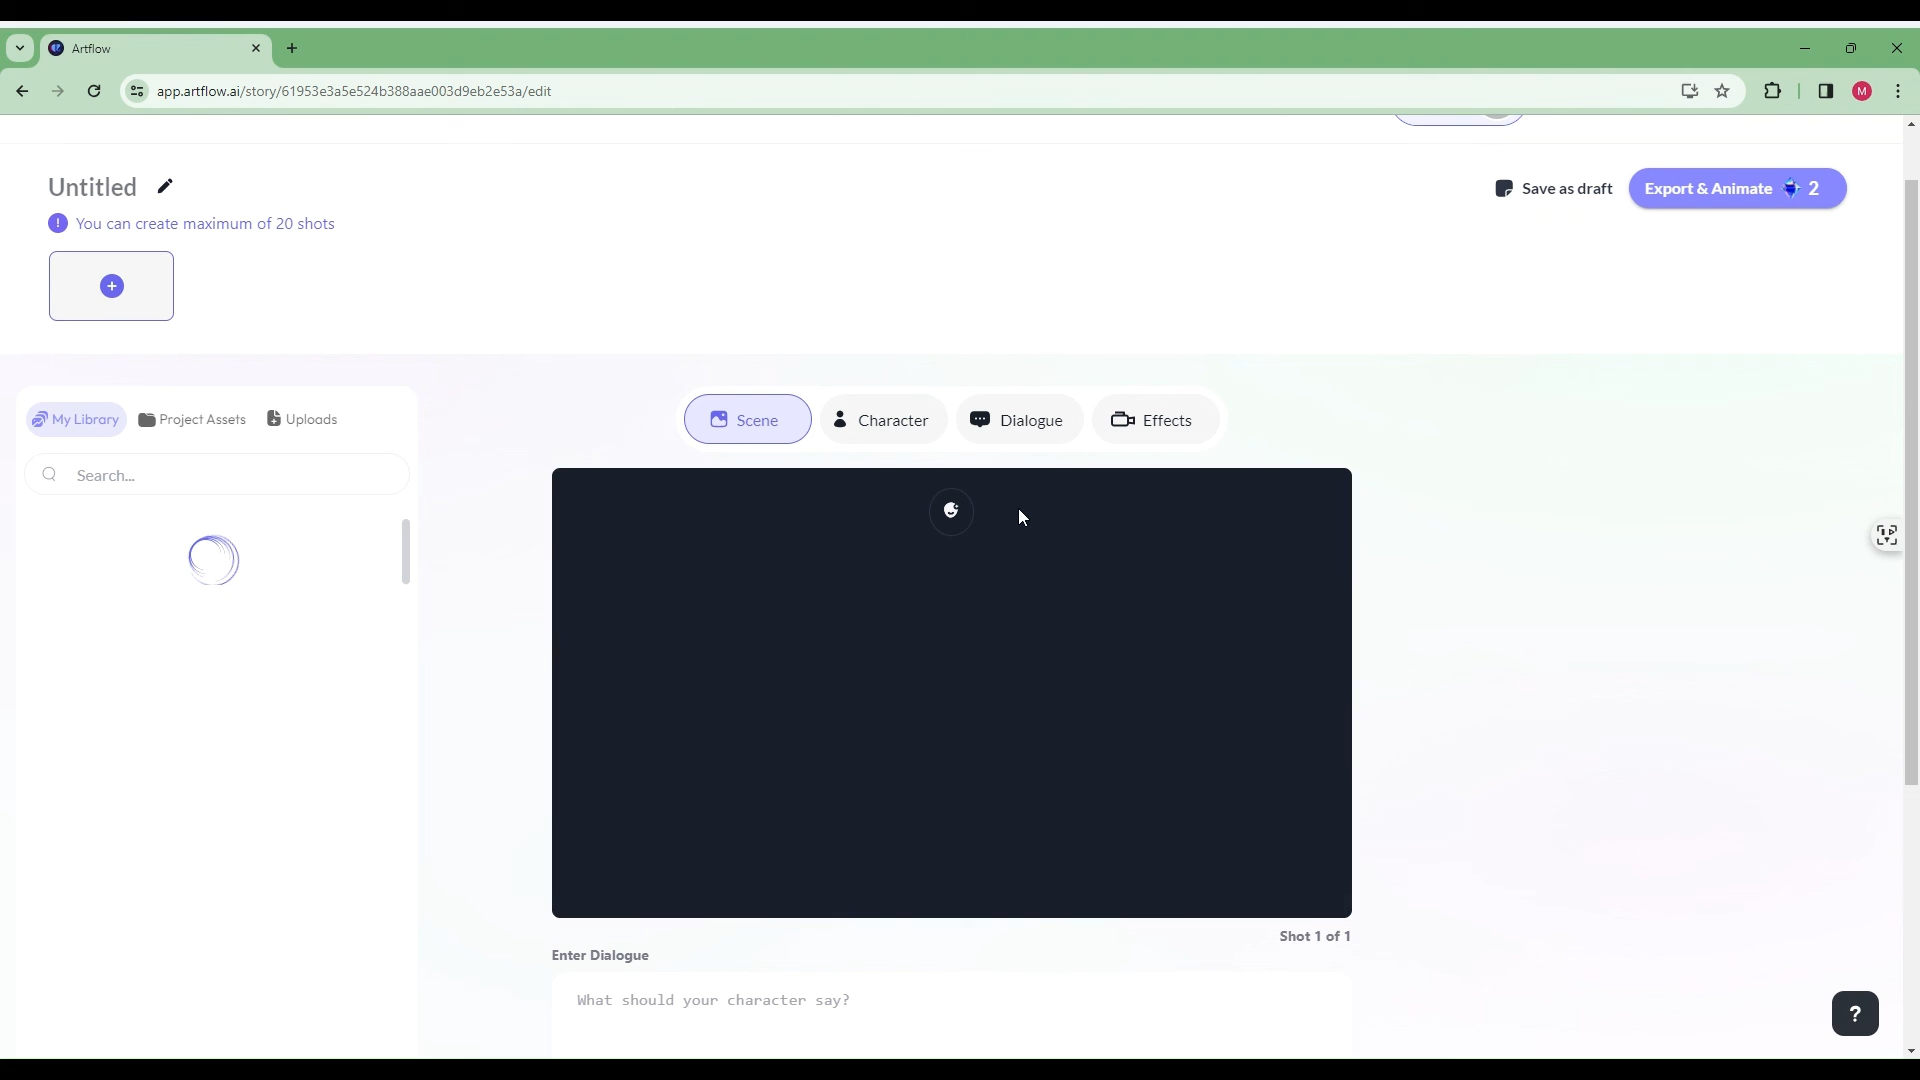 Artflow
app.artflow.ai/story/61953e3a5e524b388aae003d9eb2e53a/edit
M
Untitled
Save as draft
Export & Animate 2
! You can create maximum of 20 shots
+
My Library Project Assets Uploads
Scene Character Dialogue Effects
Search...
Shot 1 of 1
Enter Dialogue
What should your character say?
?